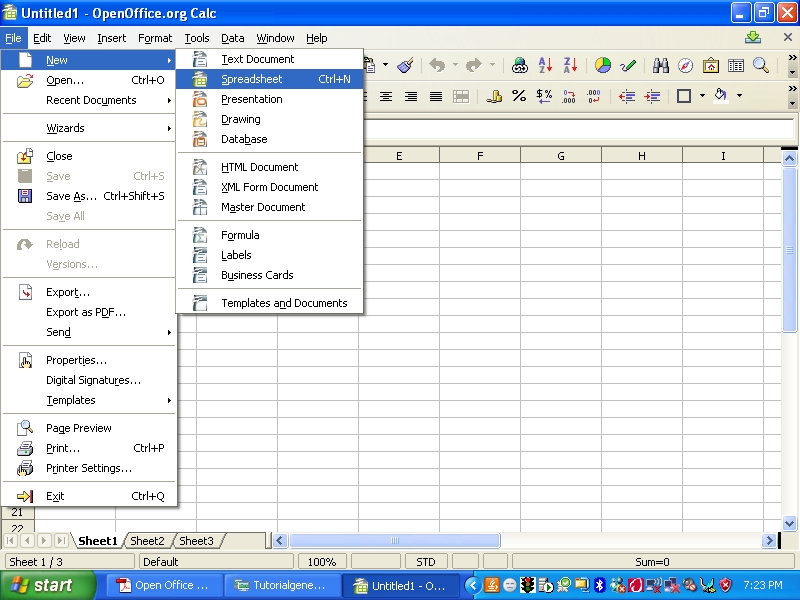 Untitled1 - OpenOffice.org Calc
File Edit View Insert Format Tools Data Window Help
New
Open... Ctrl+O
Recent Documents
Wizards
Close
Save Ctrl+S
Save As... Ctrl+Shift+S
Save All
Reload
Versions...
Export...
Export as PDF...
Send
Properties...
Digital Signatures...
Templates
Page Preview
Print... Ctrl+P
Printer Settings...
Exit Ctrl+Q
Text Document
Spreadsheet Ctrl+N
Presentation
Drawing
Database
HTML Document
XML Form Document
Master Document
Formula
Labels
Business Cards
Templates and Documents
E F G H I
21
22
Sheet1 Sheet2 Sheet3
Sheet 1 / 3 Default 100% STD Sum=0
start Open Office ... Tutorialgene... Untitled1 - O... 7:23 PM